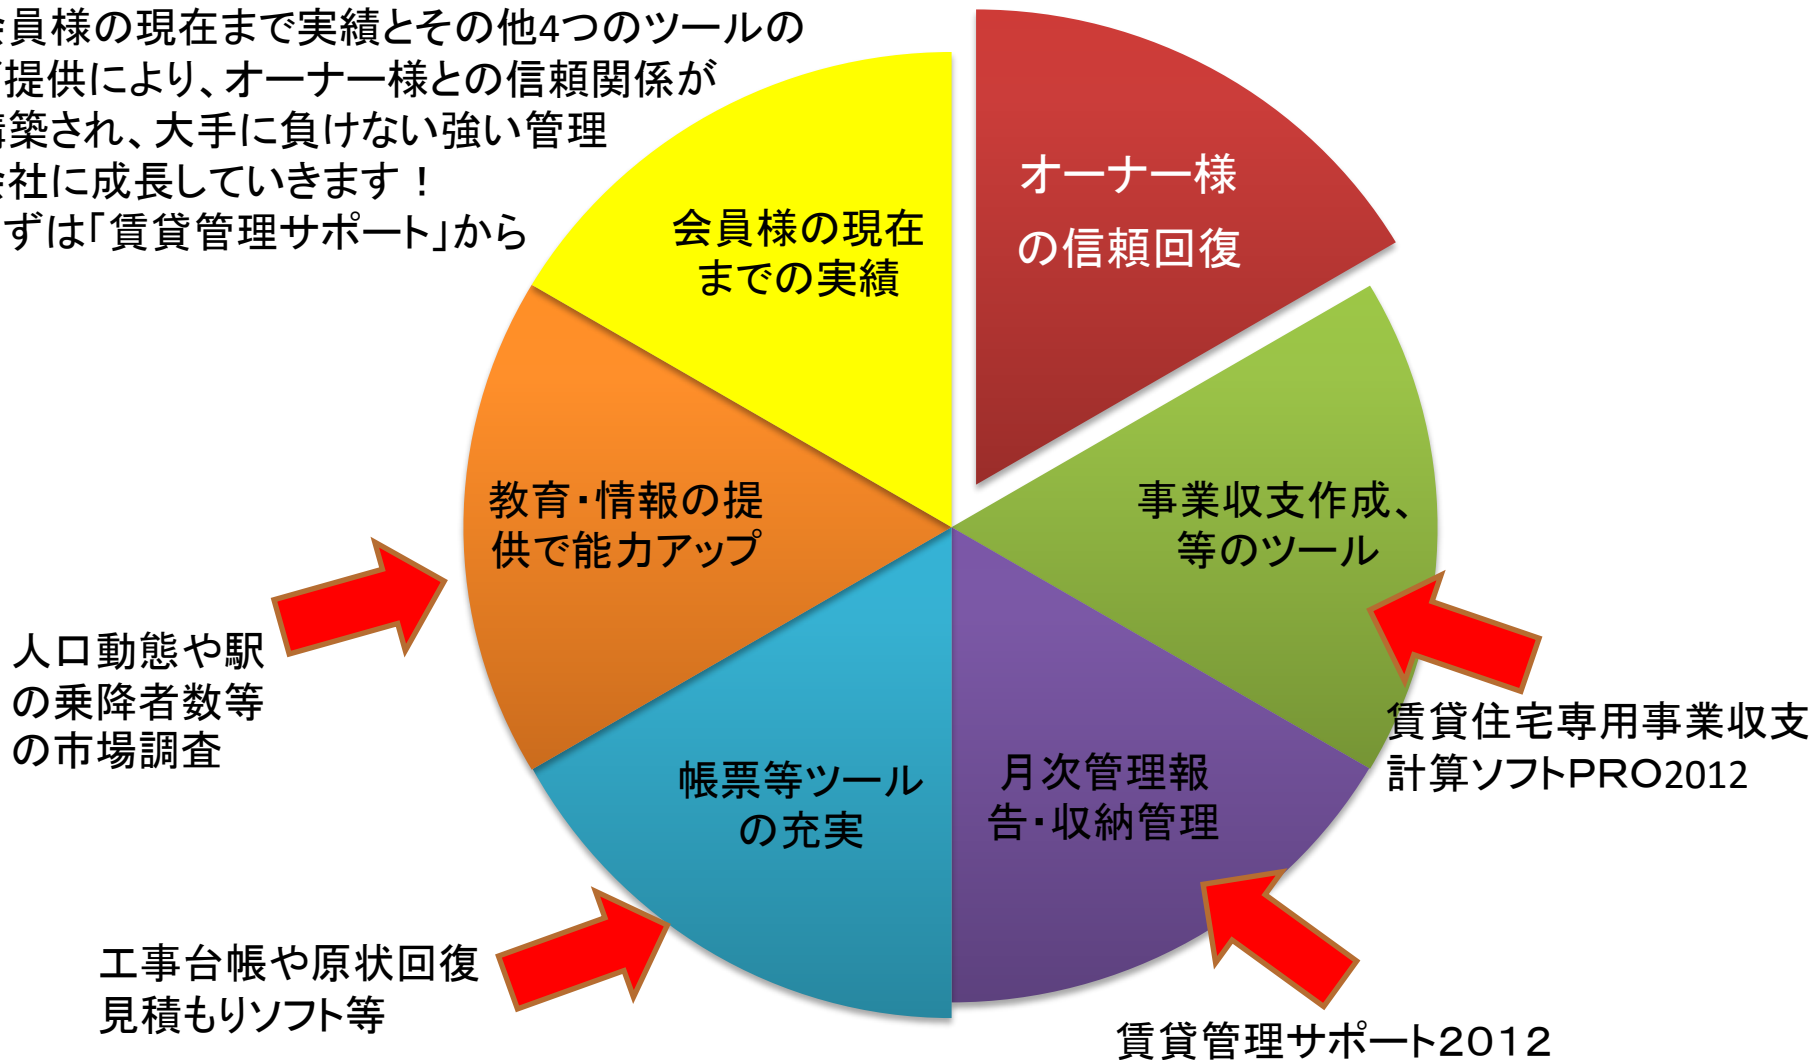 会員様の現在まで実績とその他4つのツールの
提供により、オーナー様との信頼関係が
構築され、大手に負けない強い管理
会社に成長していきます！
ずは｢賃貸管理サポート｣から
オーナー様
の信頼回復
会員様の現在
までの実績
教育・情報の提
供で能力アップ
事業収支作成、
等のツール
人口動態や駅
の乗降者数等
の市場調査
賃貸住宅専用事業収支
計算ソフトＰＲＯ2012
帳票等ツール
の充実
月次管理報
告・収納管理
工事台帳や原状回復
見積もりソフト等
賃貸管理サポート２０１２